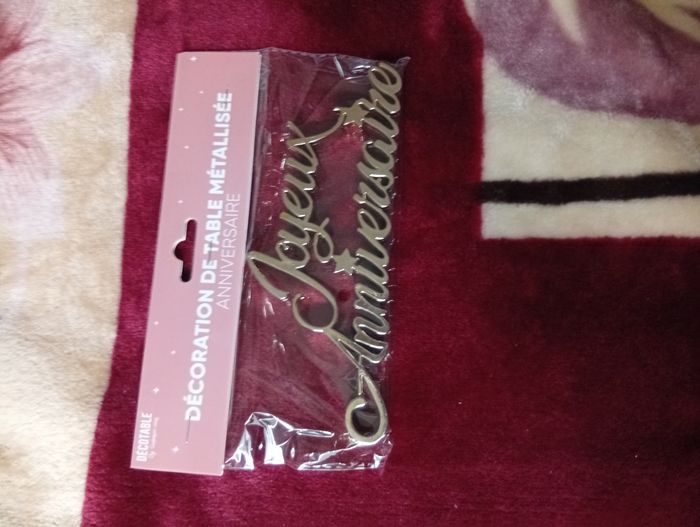 DÉCORATION DE TABLE MÉTALLISÉE
ANNIVERSAIRE
DECOTABLE
Joyeux
Anniversaire